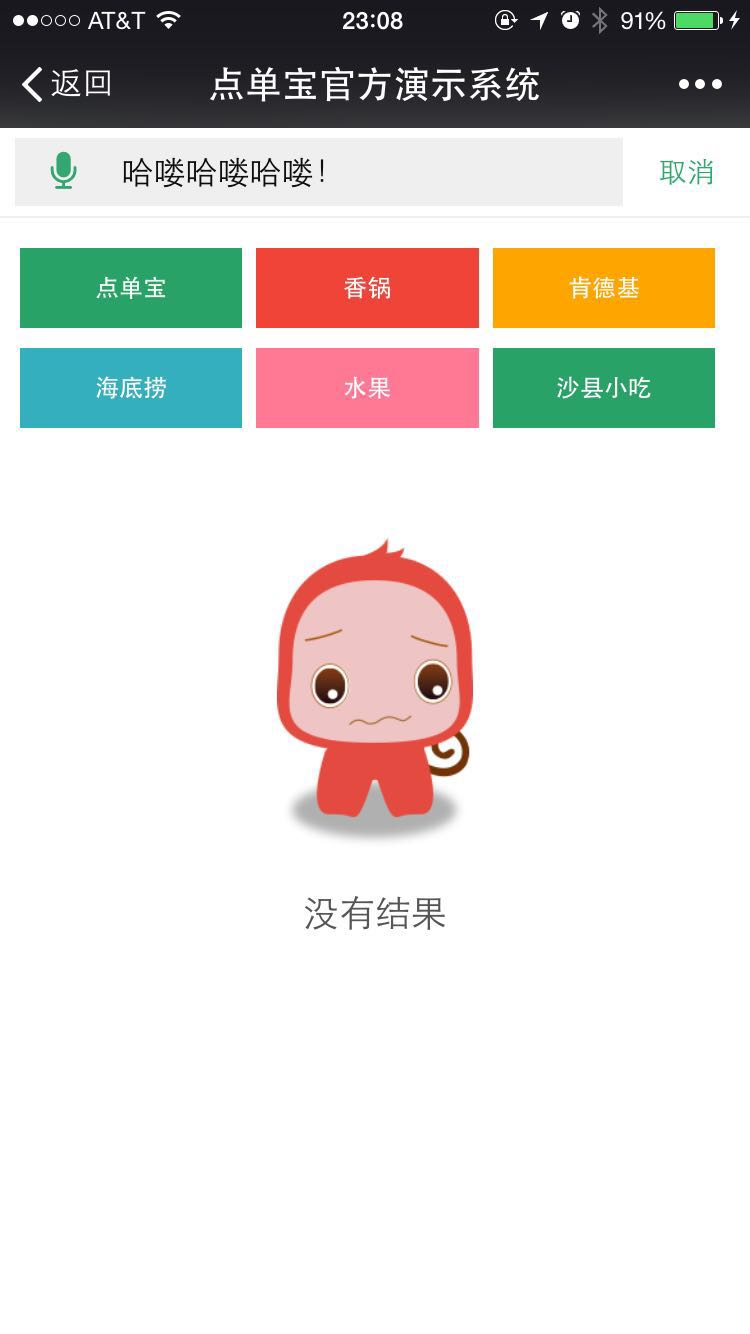 AT&T 23:08 91%
返回 点单宝官方演示系统
哈喽哈喽哈喽! 取消
点单宝 香锅 肯德基
海底捞 水果 沙县小吃
没有结果